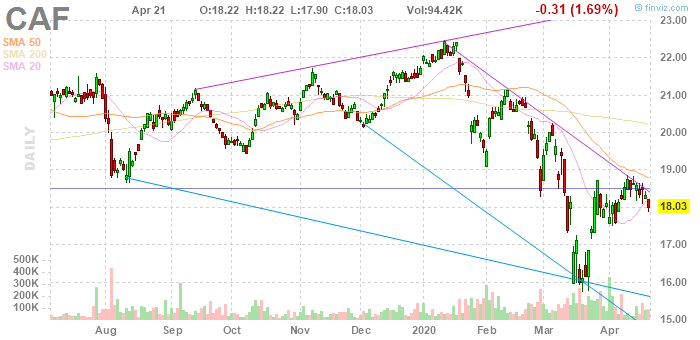 CAF
Apr 21 O:18.22 H:18.22 L:17.90 C:18.03 Vol:94.42K -0.31 (1.69%)
© finviz.com
SMA 50
SMA 200
SMA 20
DAILY
23.00
22.00
21.00
20.00
19.00
18.03
17.00
16.00
15.00
500K
400K
300K
200K
100K
Aug Sep Oct Nov Dec 2020 Feb Mar Apr